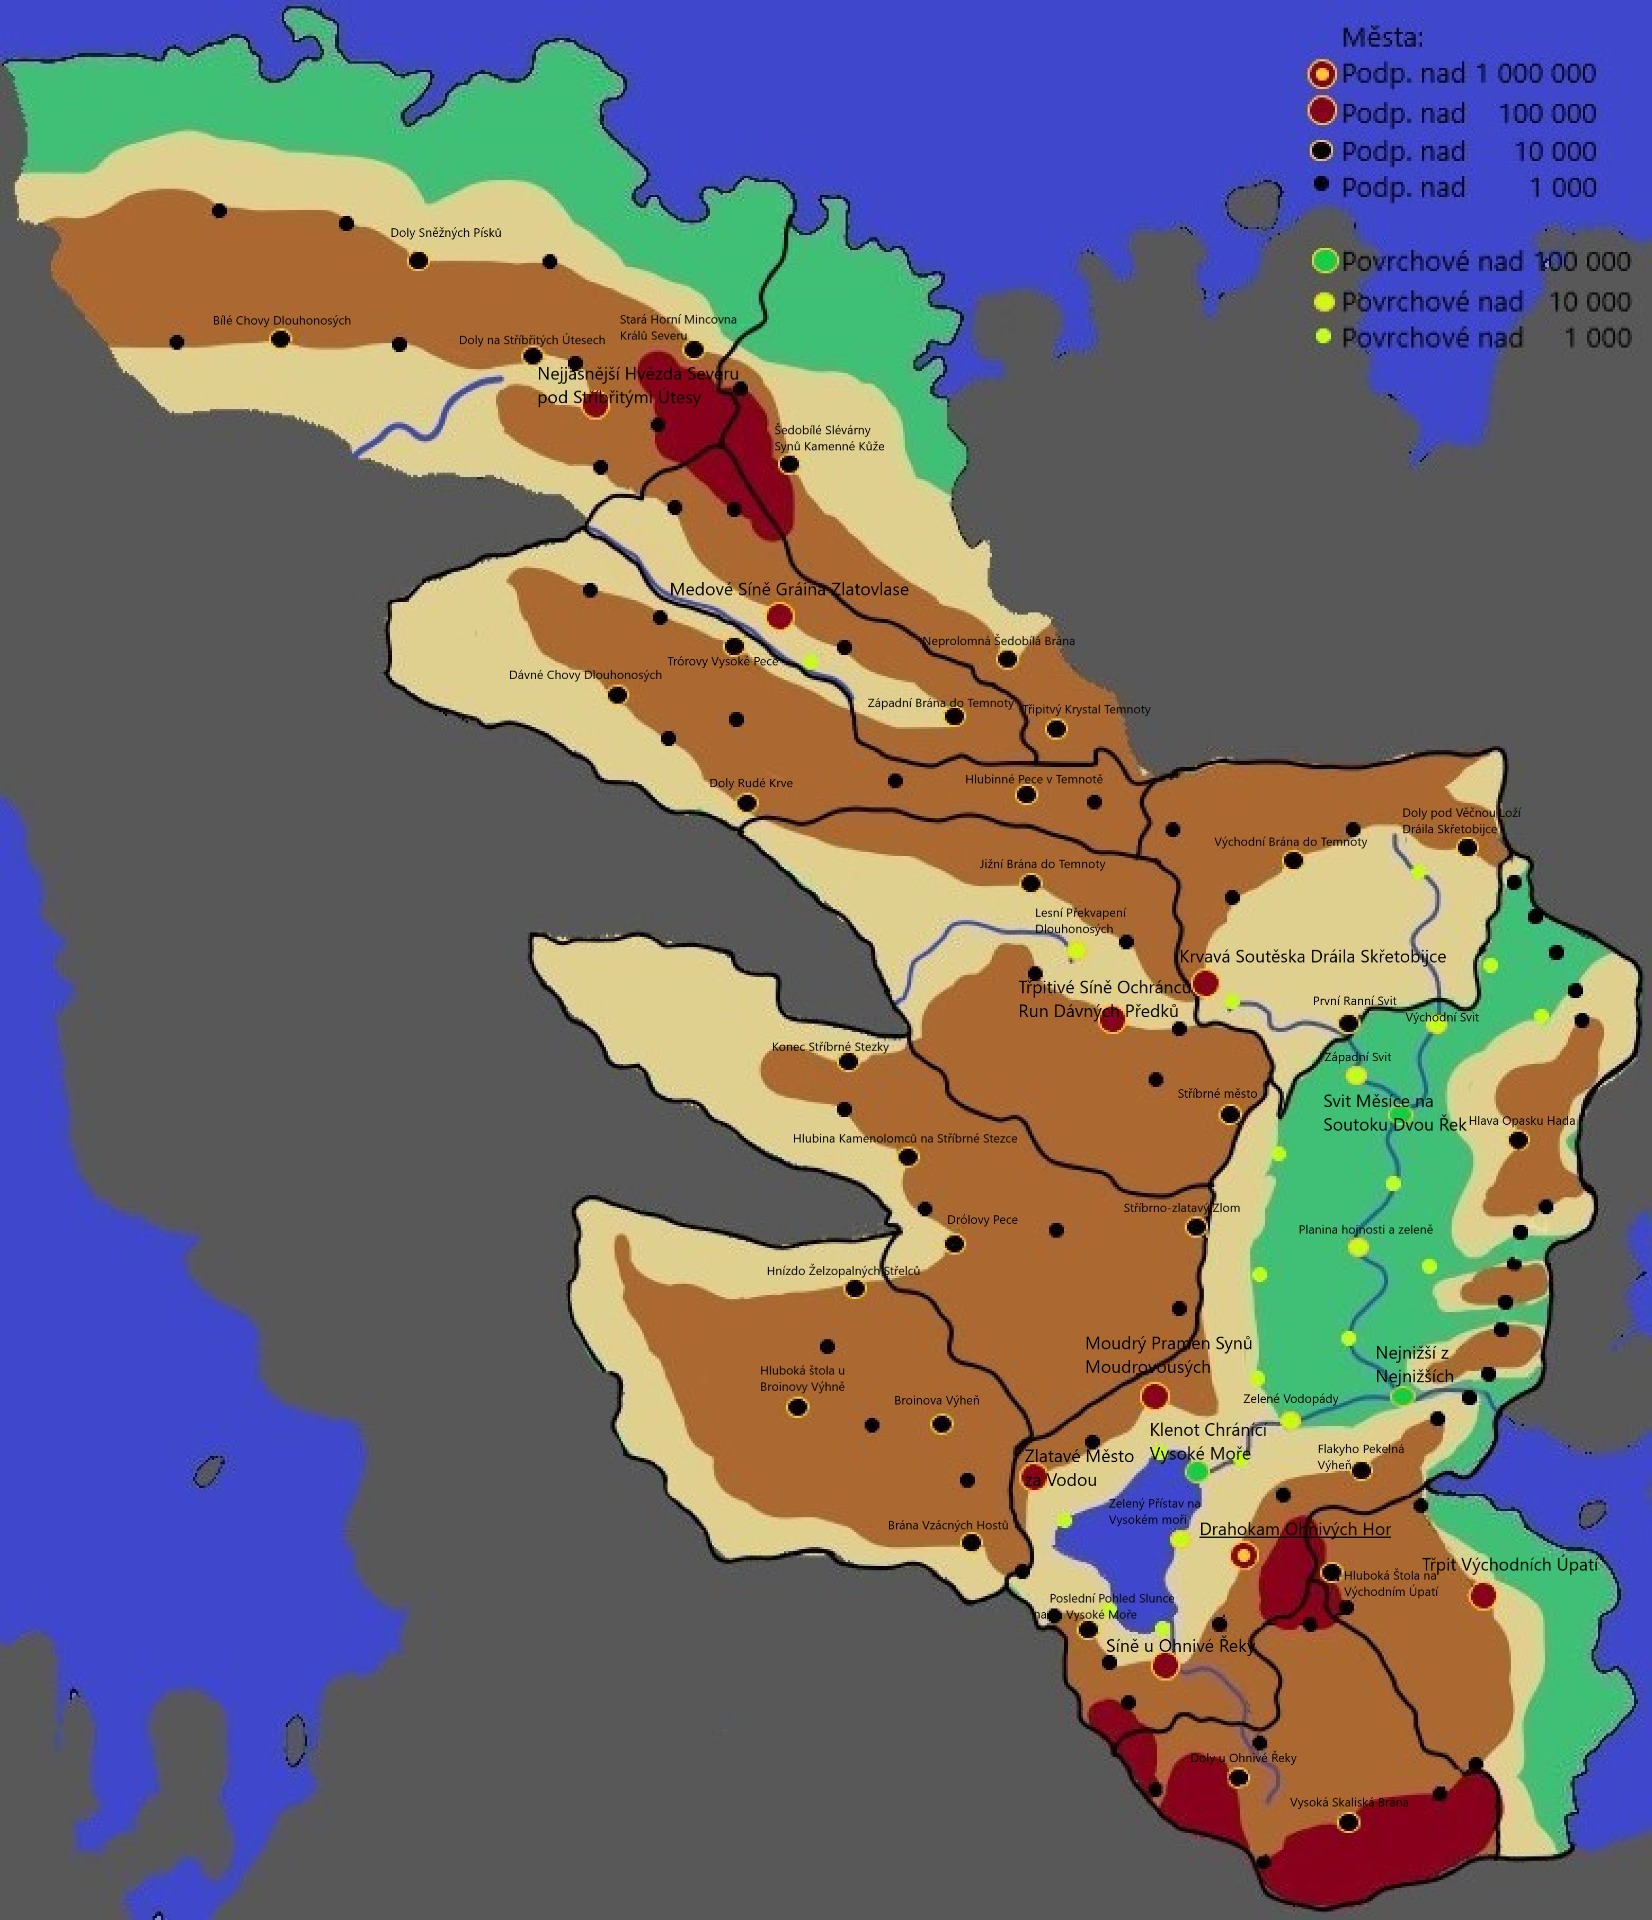 Města:
Podp. nad 1 000 000
Podp. nad 100 000
Podp. nad 10 000
Podp. nad 1 000
Povrchové nad 100 000
Povrchové nad 10 000
Povrchové nad 1 000
Doly Sněžných Písků
Bílé Chovy Dlouhonosých
Stará Horní Mincovna
Králů Severu
Doly na Stříbřitých Útesech
Nejjasnější Hvězda Severu
pod Stříbřitými Útesy
Šedobílé Slévárny
Synů Kamenné Kůže
Medové Síně Gráina Zlatovlase
Neprolomná Šedobílá Brána
Trórovy Vysoké Pece
Dávné Chovy Dlouhonosých
Západní Brána do Temnoty
Třipitvý Krystal Temnoty
Doly Rudé Krve
Hlubinné Pece v Temnotě
Doly pod Věčnou Loží
Dráila Skřetobijce
Východní Brána do Temnoty
Jižní Brána do Temnoty
Lesní Překvapení
Dlouhonosých
Krvavá Soutěska Dráila Skřetobijce
Třpitivé Síně Ochránců
Run Dávných Předků
První Ranní Svit
Východní Svit
Konec Stříbrné Stezky
Západní Svit
Stříbrné město
Svit Měsíce na
Soutoku Dvou Řek
Hlava Opasku Hada
Hlubina Kamenolomců na Stříbrné Stezce
Stříbrno-zlatavý Zlom
Drólovy Pece
Planina hojnosti a zeleně
Hnízdo Želzopalných Střelců
Moudrý Pramen Synů
Moudrovousých
Nejnižší z
Nejnižších
Hluboká štola u
Broinovy Výhně
Broinova Výheň
Zelené Vodopády
Klenot Chránící
Vysoké Moře
Zlatavé Město
za Vodou
Flakyho Pekelná
Výheň
Zelený Přístav na
Vysokém moři
Brána Vzácných Hostů
Drahokam Ohnivých Hor
Třpit Východních Úpatí
Hluboká Štola na
Východním Úpatí
Poslední Pohled Slunce
na Vysoké Moře
Síně u Ohnivé Řeky
Doly u Ohnivé Řeky
Vysoká Skaliská Brána